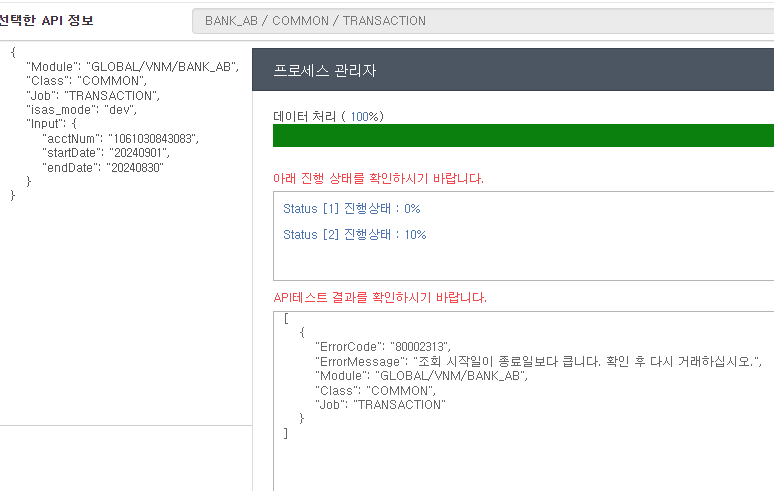 선택한 API 정보
BANK_AB / COMMON / TRANSACTION
{
"Module": "GLOBAL/VNM/BANK_AB",
"Class": "COMMON",
"Job": "TRANSACTION",
"isas_mode": "dev",
"Input": {
"acctNum": "1061030843083",
"startDate": "20240901",
"endDate": "20240830"
}
}
프로세스 관리자
데이터 처리 ( 100%)
아래 진행 상태를 확인하시기 바랍니다.
Status [1] 진행상태 : 0%
Status [2] 진행상태 : 10%
API테스트 결과를 확인하시기 바랍니다.
[
{
"ErrorCode": "80002313",
"ErrorMessage": "조회 시작일이 종료일보다 큽니다. 확인 후 다시 거래하십시오.",
"Module": "GLOBAL/VNM/BANK_AB",
"Class": "COMMON",
"Job": "TRANSACTION"
}
]